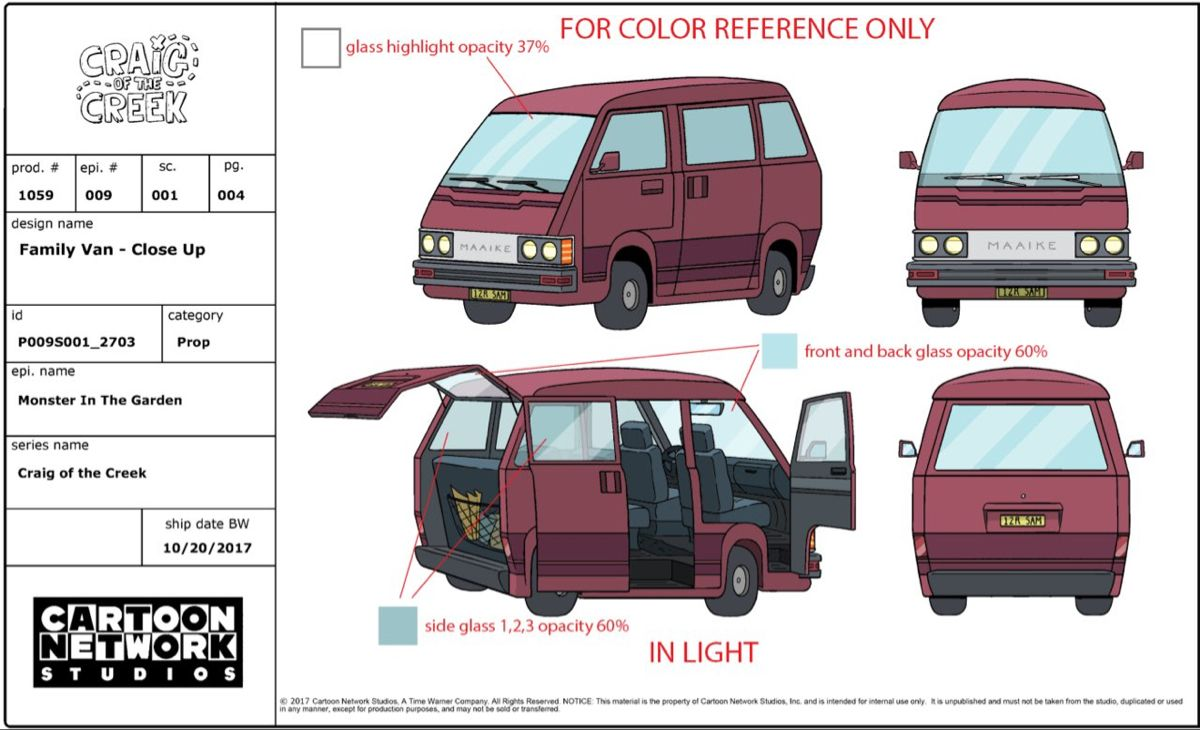 CRAIG
OF THE
CREEK
prod. #
epi. #
sc.
pg.
1059
009
001
004
design name
Family Van - Close Up
id
category
P009S001_2703
Prop
epi. name
Monster In The Garden
series name
Craig of the Creek
ship date BW
10/20/2017
CARTOON
NETWORK
STUDIOS
FOR COLOR REFERENCE ONLY
glass highlight opacity 37%
MAAIKE
12R SAM
MAAIKE
12R SAM
front and back glass opacity 60%
12R SAM
side glass 1,2,3 opacity 60%
IN LIGHT
© 2017 Cartoon Network Studios, A Time Warner Company. All Rights Reserved. NOTICE: This material is the property of Cartoon Network Studios, Inc. and is intended for internal use only. It is unpublished and must not be taken from the studio, duplicated or used
in any manner, except for production purposes, and may not be sold or transferred.